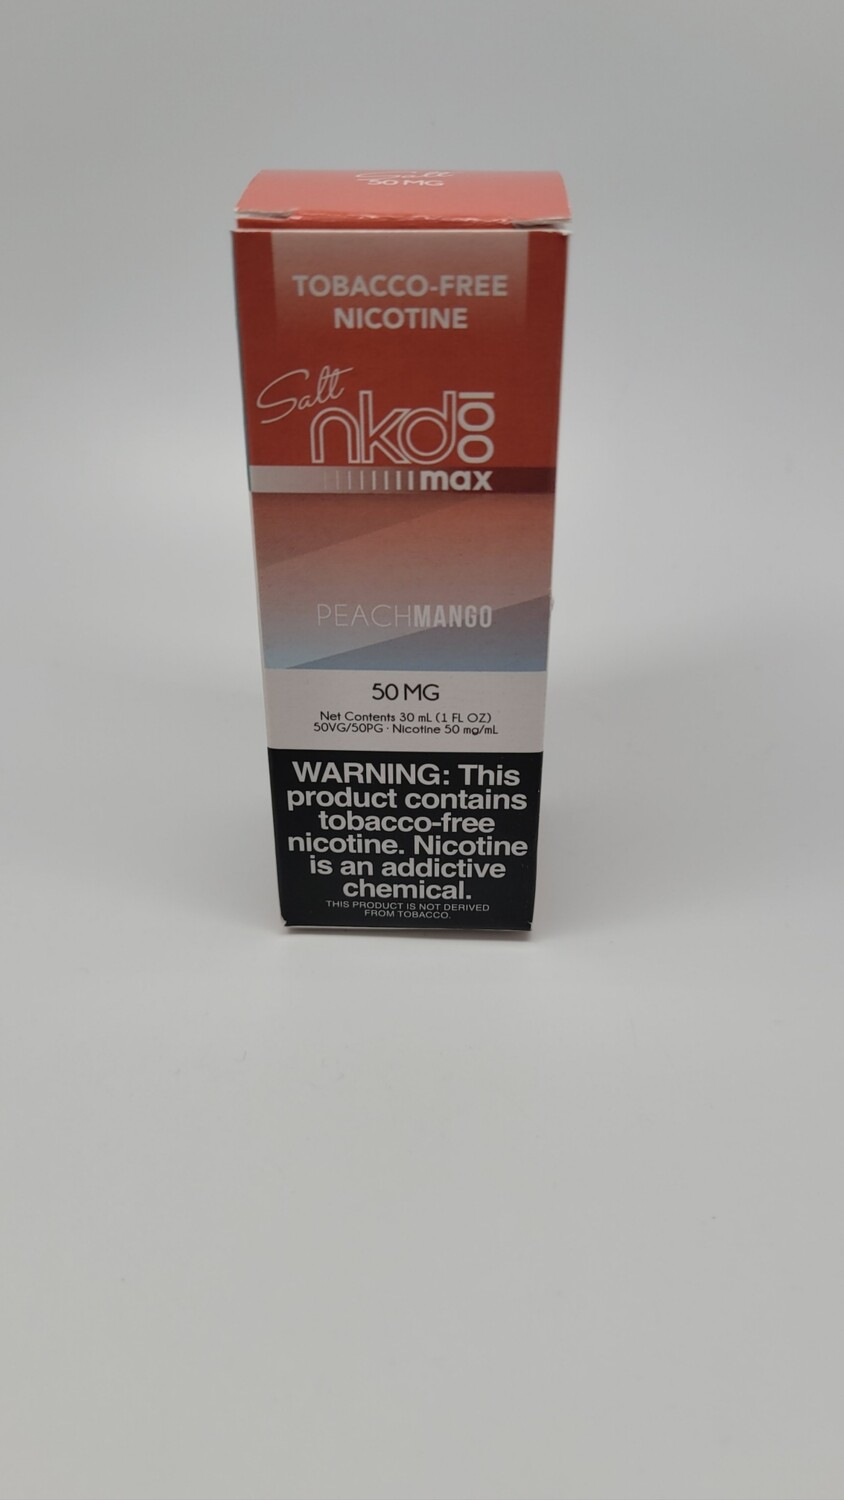 Salt
50 MG
TOBACCO-FREE
NICOTINE
Salt
nkd 100
max
PEACHMANGO
50 MG
Net Contents 30 mL (1 FL OZ)
50VG/50PG · Nicotine 50 mg/mL
WARNING: This
product contains
tobacco-free
nicotine. Nicotine
is an addictive
chemical.
THIS PRODUCT IS NOT DERIVED
FROM TOBACCO.